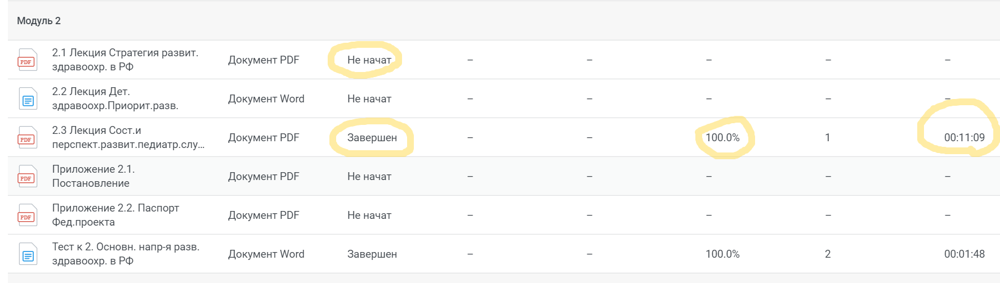 Модуль 2
PDF
2.1 Лекция Стратегия развит.
здравоохр. в РФ
Документ PDF
Не начат
–
–
–
–
–
2.2 Лекция Дет.
здравоохр.Приорит.разв.
Документ Word
Не начат
–
–
–
–
–
PDF
2.3 Лекция Сост.и
перспект.развит.педиатр.слу...
Документ PDF
Завершен
–
–
100.0%
1
00:11:09
PDF
Приложение 2.1.
Постановление
Документ PDF
Не начат
–
–
–
–
–
PDF
Приложение 2.2. Паспорт
Фед.проекта
Документ PDF
Не начат
–
–
–
–
–
Тест к 2. Основн. напр-я разв.
здравоохр. в РФ
Документ Word
Завершен
–
–
100.0%
2
00:01:48